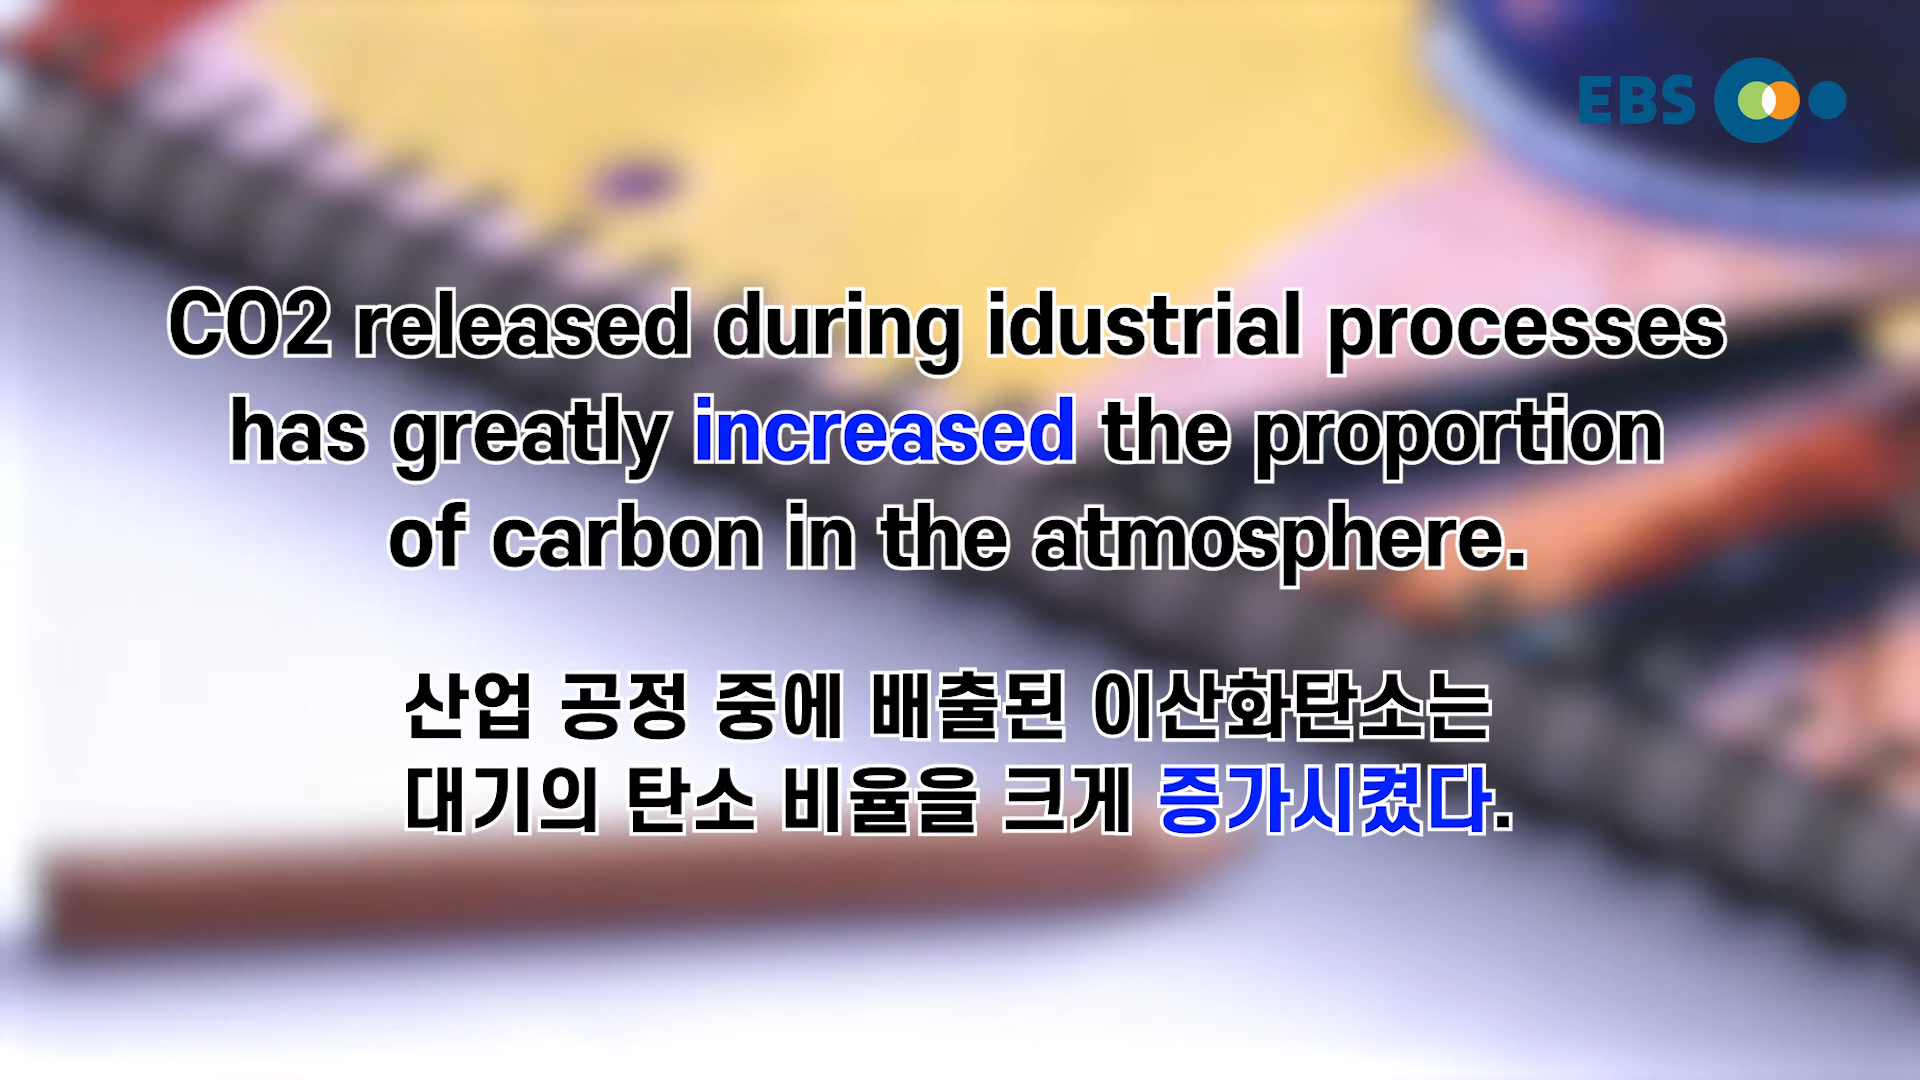 EBS
CO2 released during idustrial processes
has greatly increased the proportion
of carbon in the atmosphere.
산업 공정 중에 배출된 이산화탄소는
대기의 탄소 비율을 크게 증가시켰다.